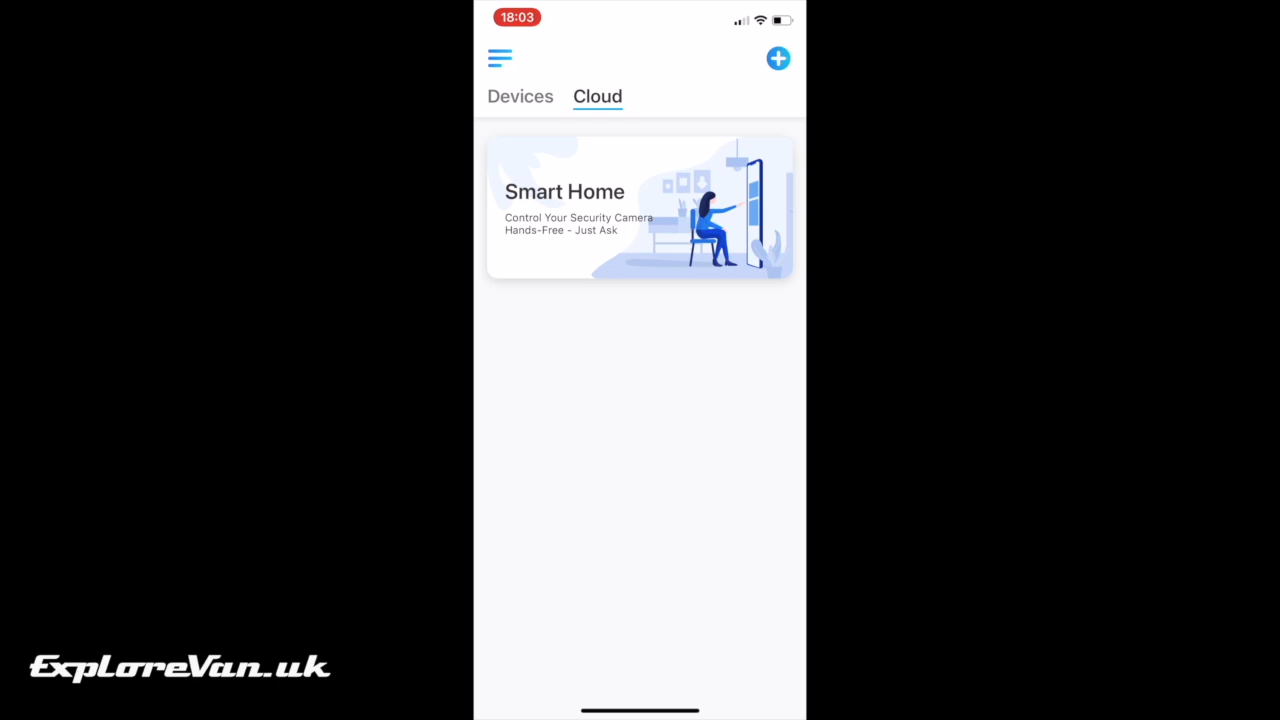 18:03
Devices Cloud
Smart Home
Control Your Security Camera
Hands-Free - Just Ask
ExploreVan.uk